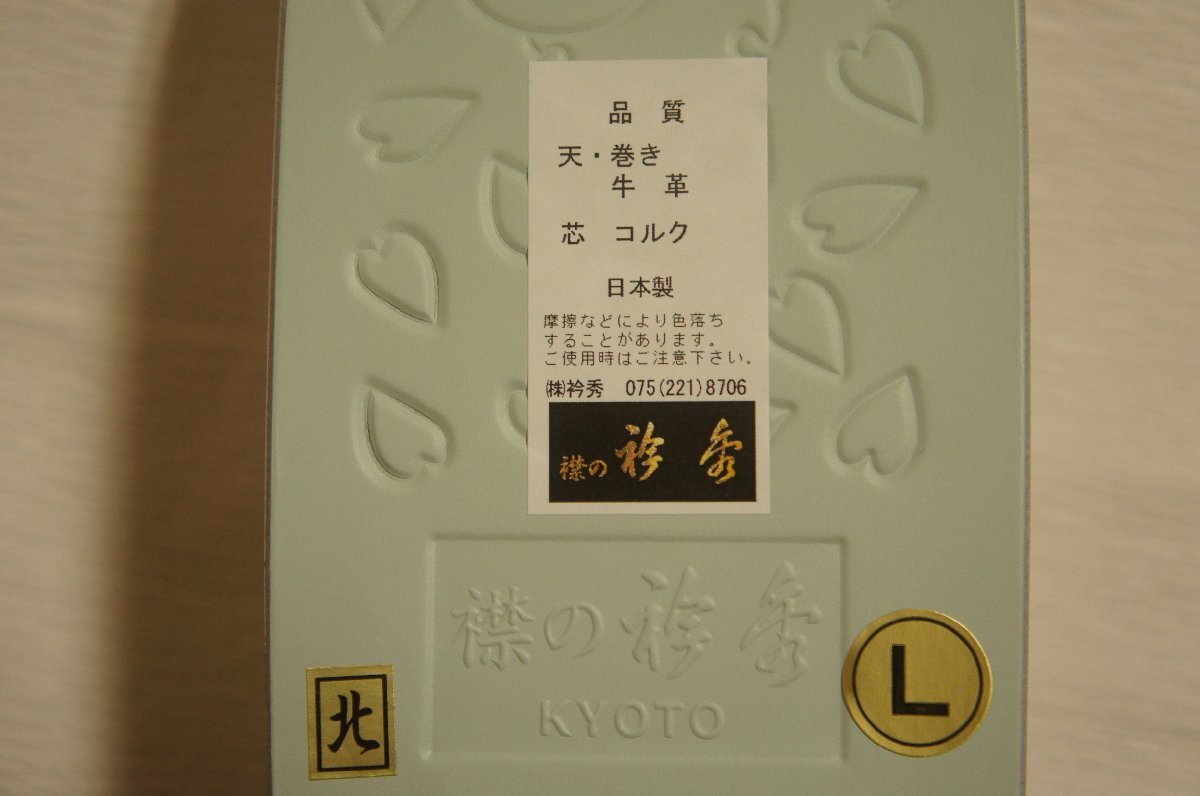 品 質
天・巻き
牛 革
芯 コルク
日本製
摩擦などにより色落ち
することがあります。
ご使用時はご注意下さい。
㈱衿秀 075(221)8706
襟の 衿 秀
襟の 衿 秀
KYOTO
北
L